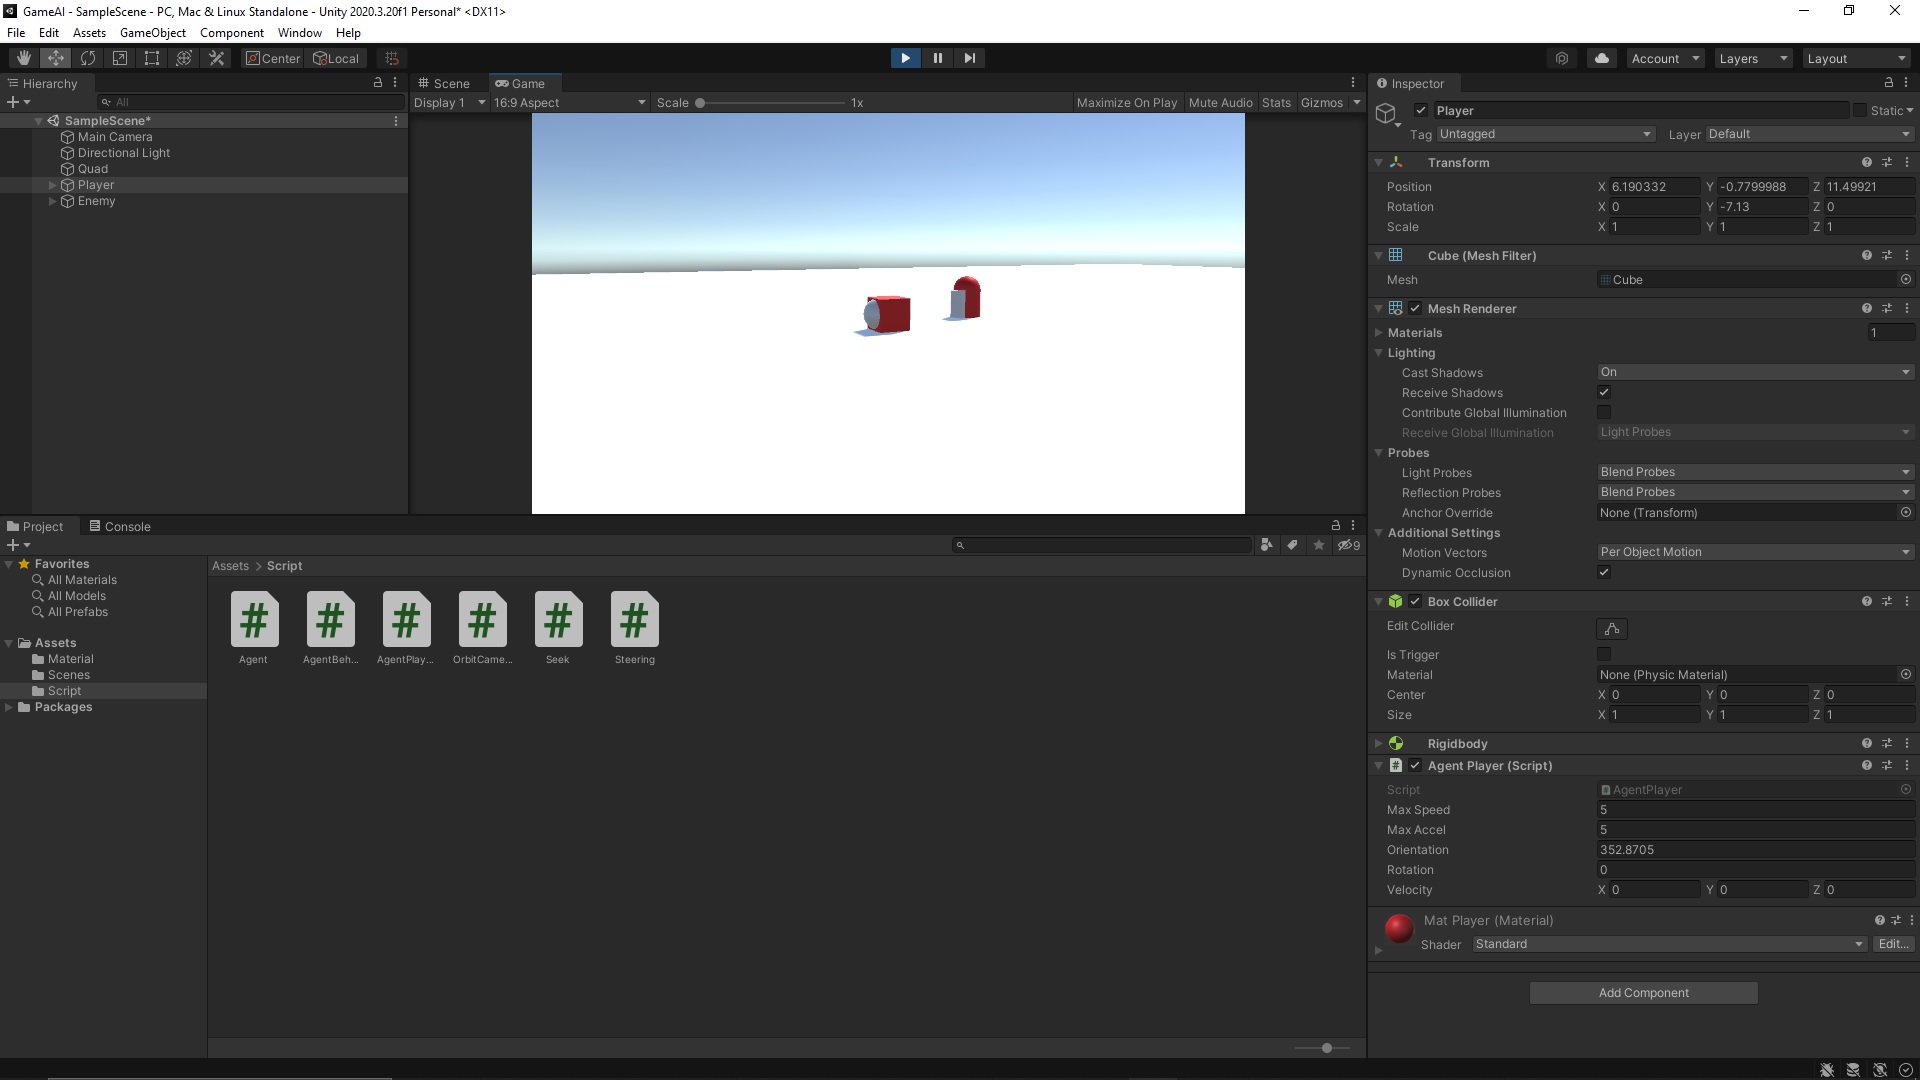 GameAI - SampleScene - PC, Mac & Linux Standalone - Unity 2020.3.20f1 Personal* <DX11>
File Edit Assets GameObject Component Window Help
Center Local Account Layers Layout
Hierarchy
All
SampleScene*
Main Camera
Directional Light
Quad
Player
Enemy
Scene Game
Display 1 16:9 Aspect Scale 1x Maximize On Play Mute Audio Stats Gizmos
Project Console
9
Favorites
All Materials
All Models
All Prefabs
Assets
Material
Scenes
Script
Packages
Assets > Script
Agent AgentBeh... AgentPlay... OrbitCame... Seek Steering
Inspector
Player Static
Tag Untagged Layer Default
Transform
Position X 6.190332 Y -0.7799988 Z 11.49921
Rotation X 0 Y -7.13 Z 0
Scale X 1 Y 1 Z 1
Cube (Mesh Filter)
Mesh Cube
Mesh Renderer
Materials 1
Lighting
Cast Shadows On
Receive Shadows
Contribute Global Illumination
Receive Global Illumination Light Probes
Probes
Light Probes Blend Probes
Reflection Probes Blend Probes
Anchor Override None (Transform)
Additional Settings
Motion Vectors Per Object Motion
Dynamic Occlusion
Box Collider
Edit Collider
Is Trigger
Material None (Physic Material)
Center X 0 Y 0 Z 0
Size X 1 Y 1 Z 1
Rigidbody
Agent Player (Script)
Script AgentPlayer
Max Speed 5
Max Accel 5
Orientation 352.8705
Rotation 0
Velocity X 0 Y 0 Z 0
Mat Player (Material)
Shader Standard Edit...
Add Component